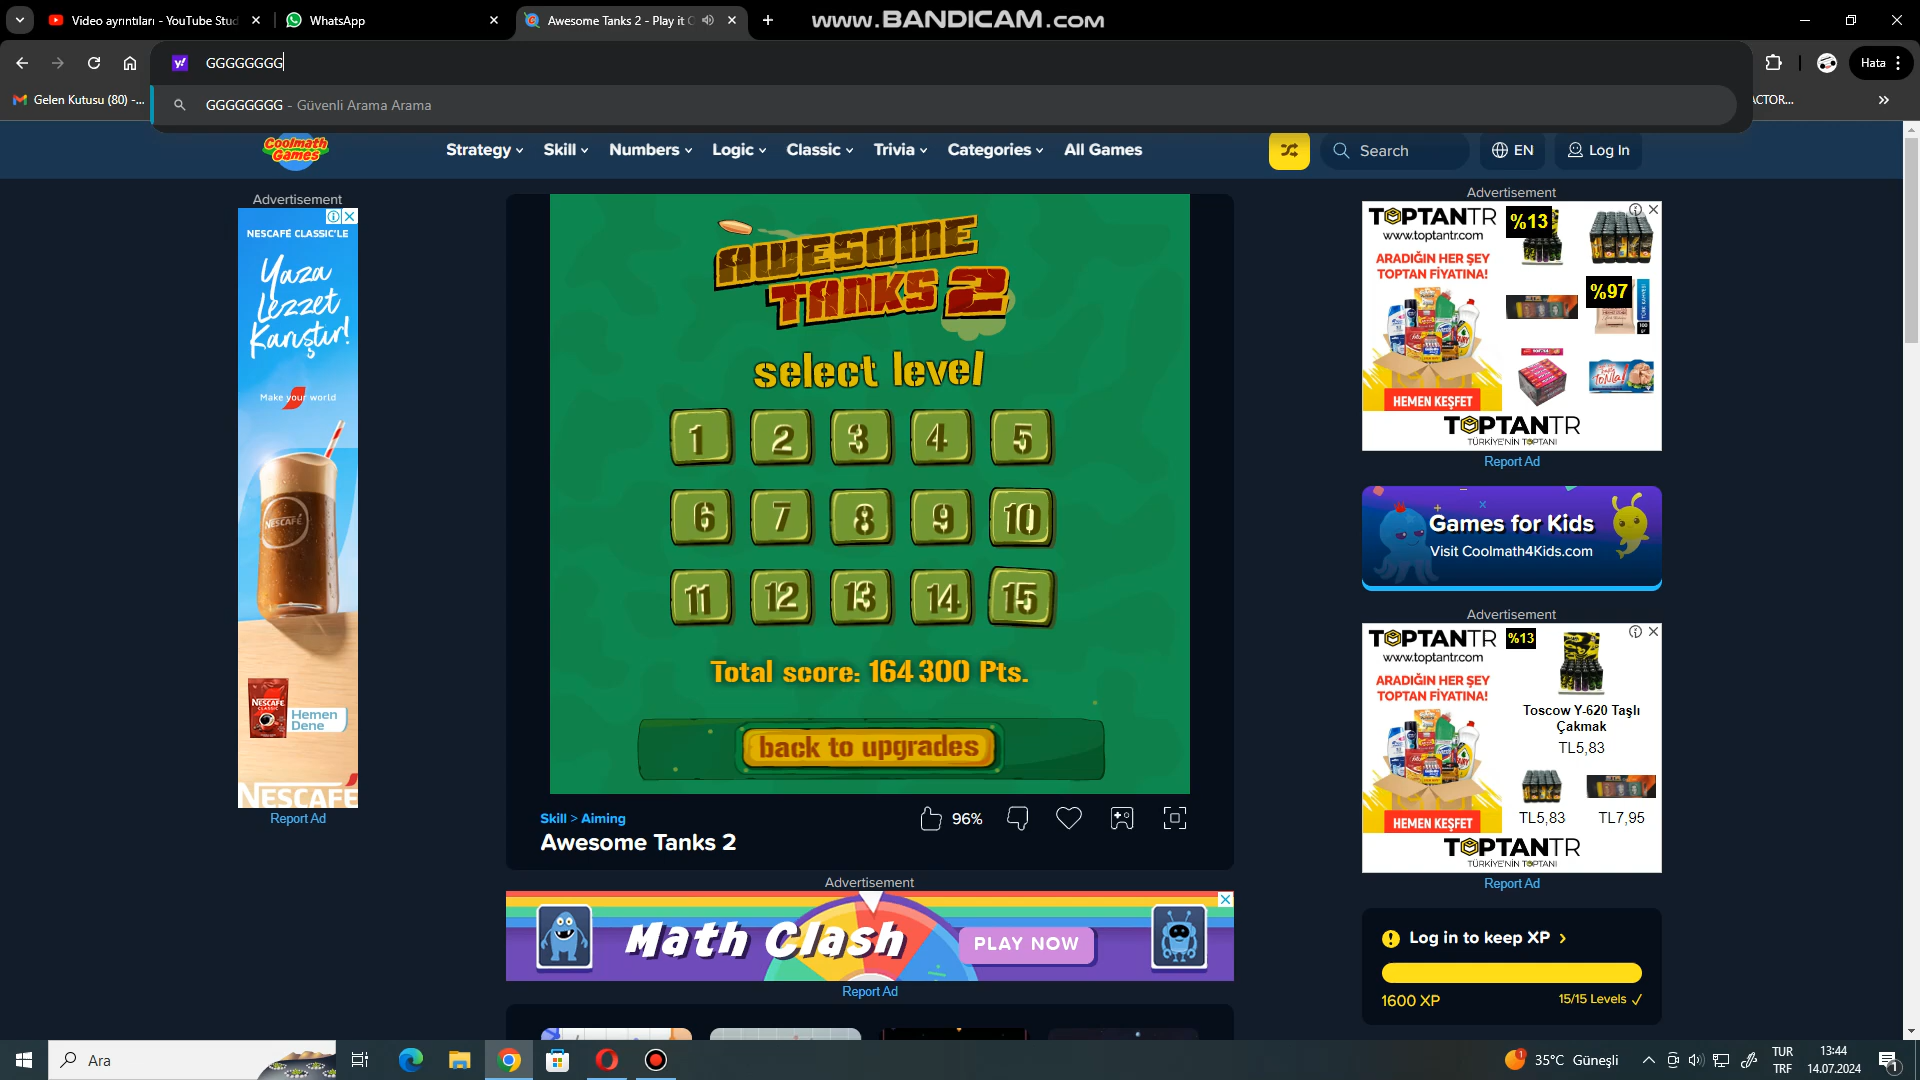 Video ayrıntıları - YouTube Stud
WhatsApp
Awesome Tanks 2 - Play it C
www.BANDICAM.com
GGGGGGGG
Hata
Gelen Kutusu (80) -...
GGGGGGGG - Güvenli Arama Arama
ACTOR...
Coolmath Games
Strategy
Skill
Numbers
Logic
Classic
Trivia
Categories
All Games
Search
EN
Log In
Advertisement
NESCAFÉ CLASSIC'LE
Yaza
Lezzet
Karıştır!
Make your world
NESCAFÉ
NESCAFÉ
CLASSIC
Hemen
Dene
NESCAFÉ
Report Ad
AWESOME
TANKS 2
select level
1 2 3 4 5
6 7 8 9 10
11 12 13 14 15
Total score: 164 300 Pts.
back to upgrades
Skill > Aiming
96%
Awesome Tanks 2
Advertisement
Math Clash
PLAY NOW
Report Ad
Advertisement
TOPTANTR
www.toptantr.com
ARADIĞIN HER ŞEY
TOPTAN FİYATINA!
HEMEN KEŞFET
%13
%97
TOPTANTR
TÜRKİYE'NİN TOPTANI
Report Ad
Games for Kids
Visit Coolmath4Kids.com
Advertisement
TOPTANTR
www.toptantr.com
ARADIĞIN HER ŞEY
TOPTAN FİYATINA!
HEMEN KEŞFET
%13
Toscow Y-620 Taşlı
Çakmak
TL5,83
TL5,83
TL7,95
TOPTANTR
TÜRKİYE'NİN TOPTANI
Report Ad
Log in to keep XP
1600 XP
15/15 Levels
Ara
35°C Güneşli
TUR
TRF
13:44
14.07.2024
1